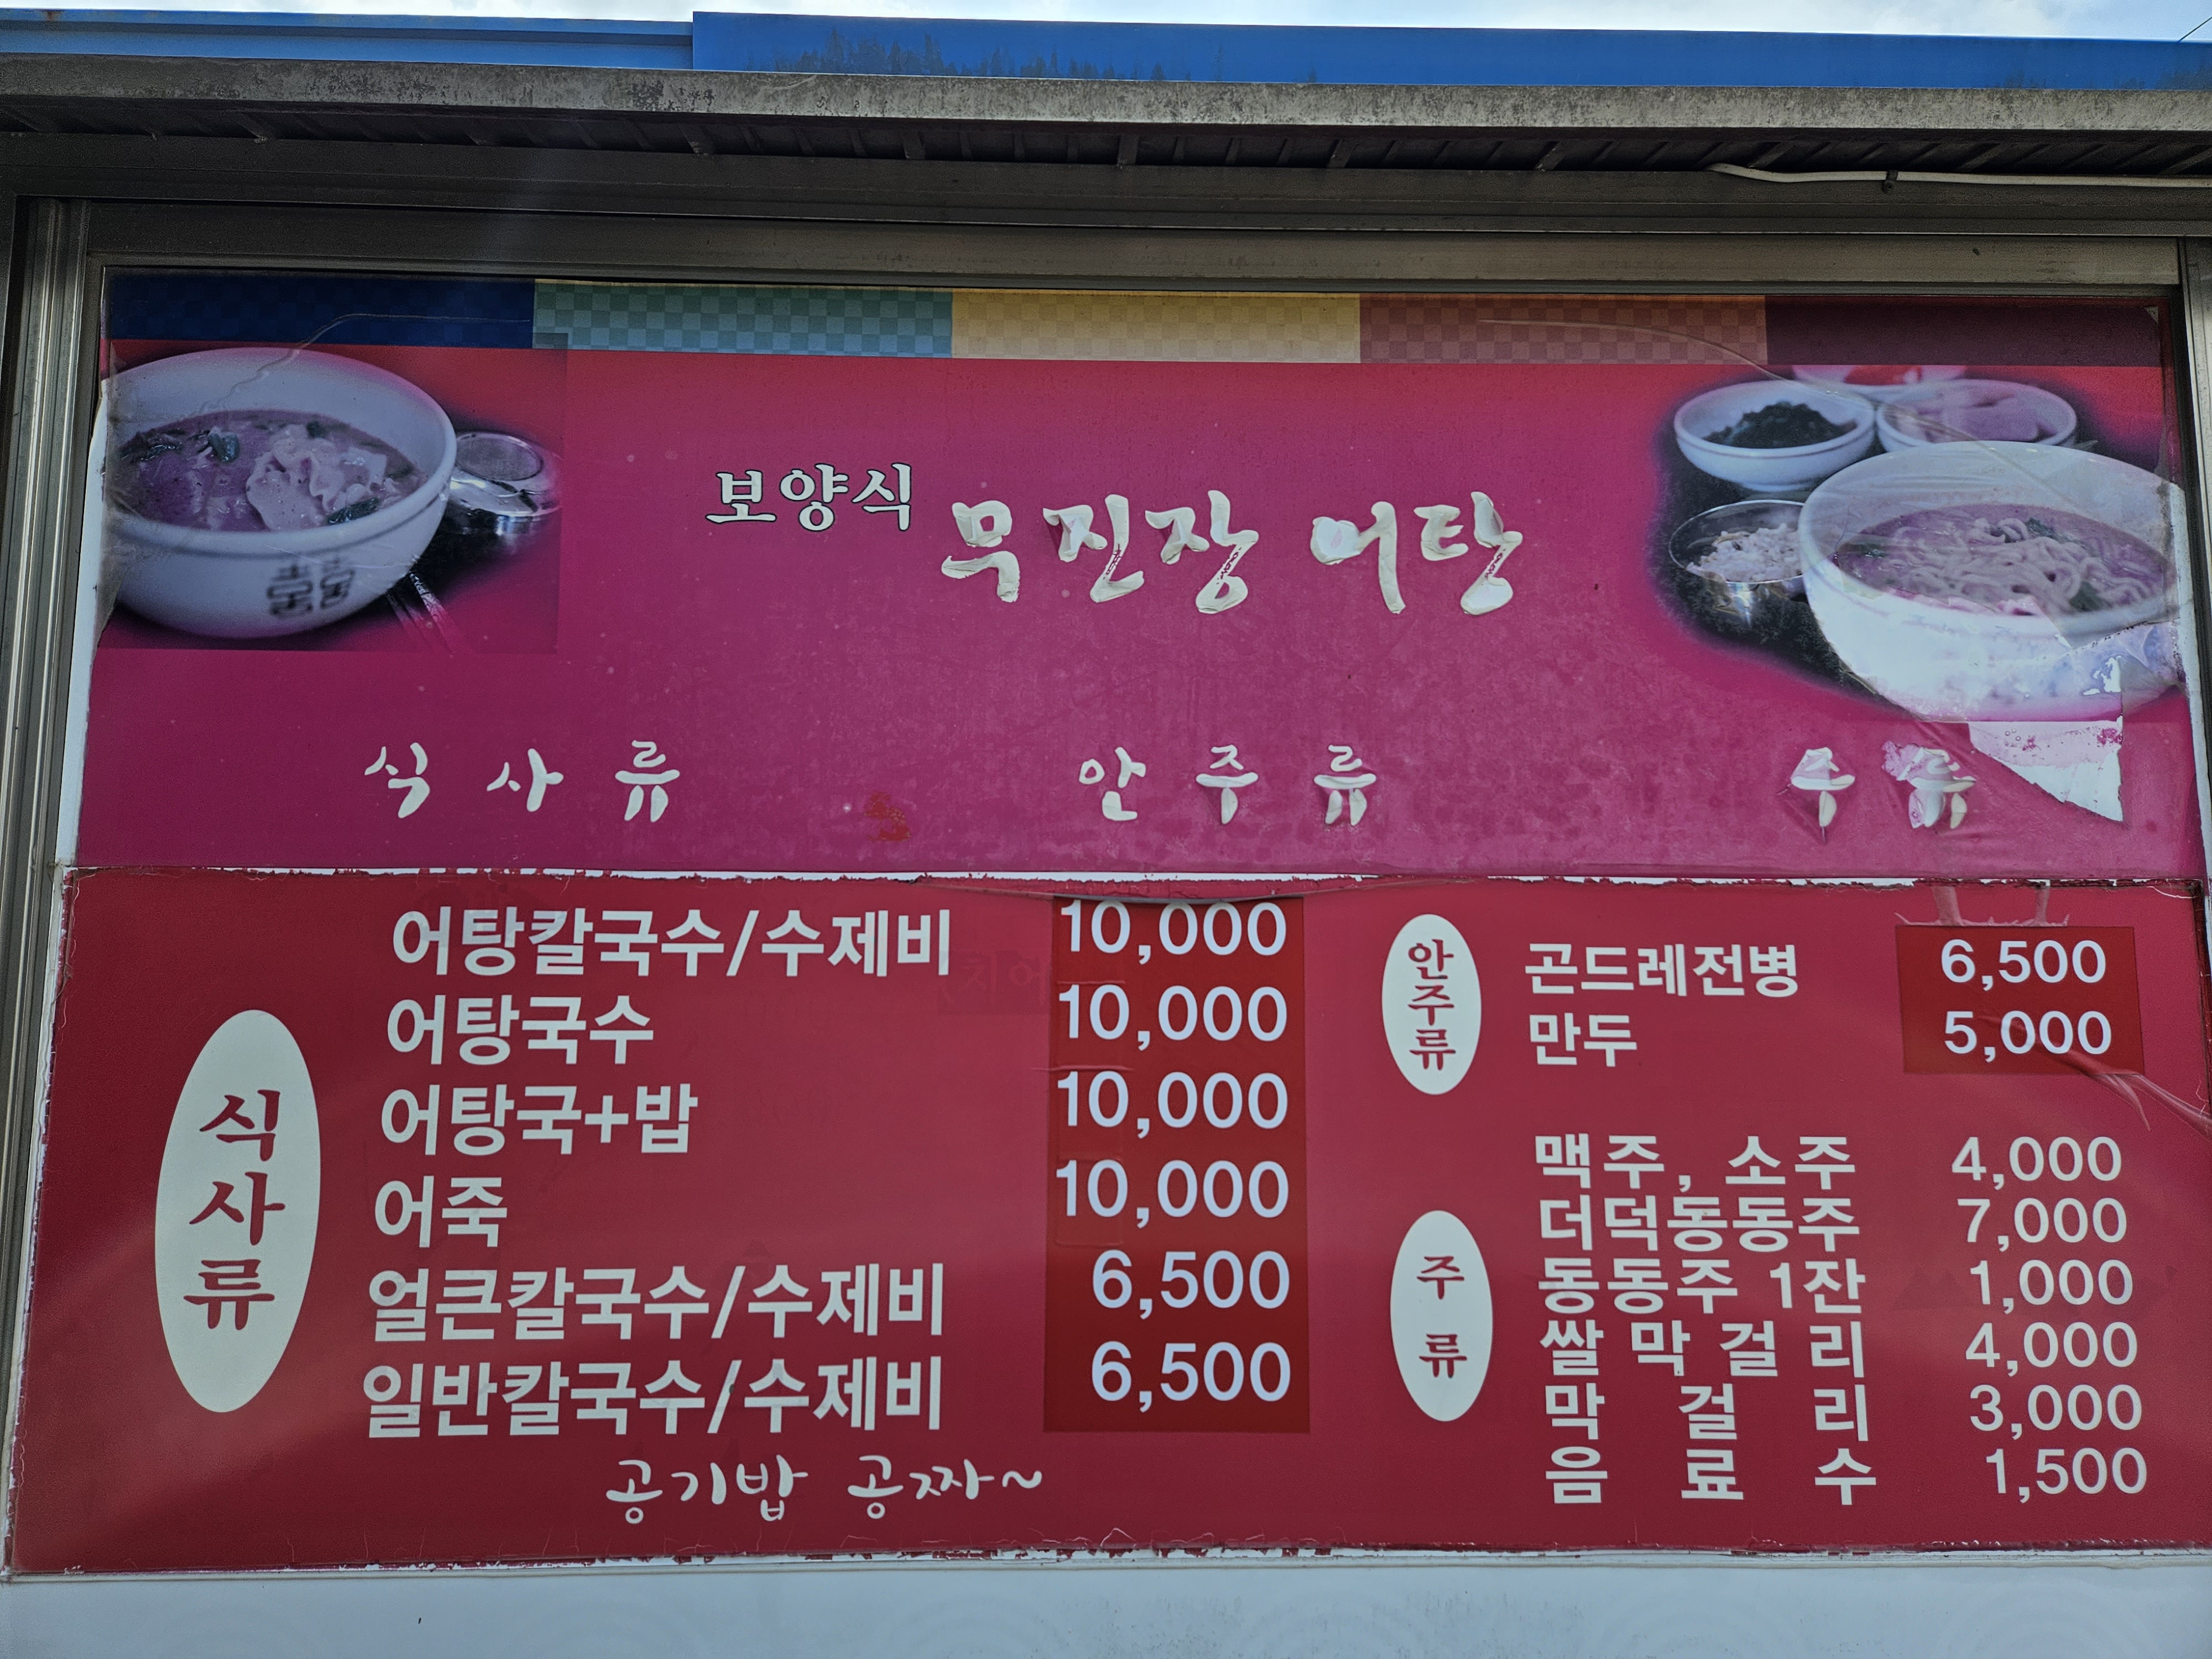 보양식 무진장 어탕
식 사 류 안 주 류 주 류
식사류
어탕칼국수/수제비 10,000
어탕국수 10,000
어탕국+밥 10,000
어죽 10,000
얼큰칼국수/수제비 6,500
일반칼국수/수제비 6,500
공기밥 공짜~
안주류
곤드레전병 6,500
만두 5,000
주류
맥주, 소주 4,000
더덕동동주 7,000
동동주 1잔 1,000
쌀 막 걸 리 4,000
막 걸 리 3,000
음 료 수 1,500